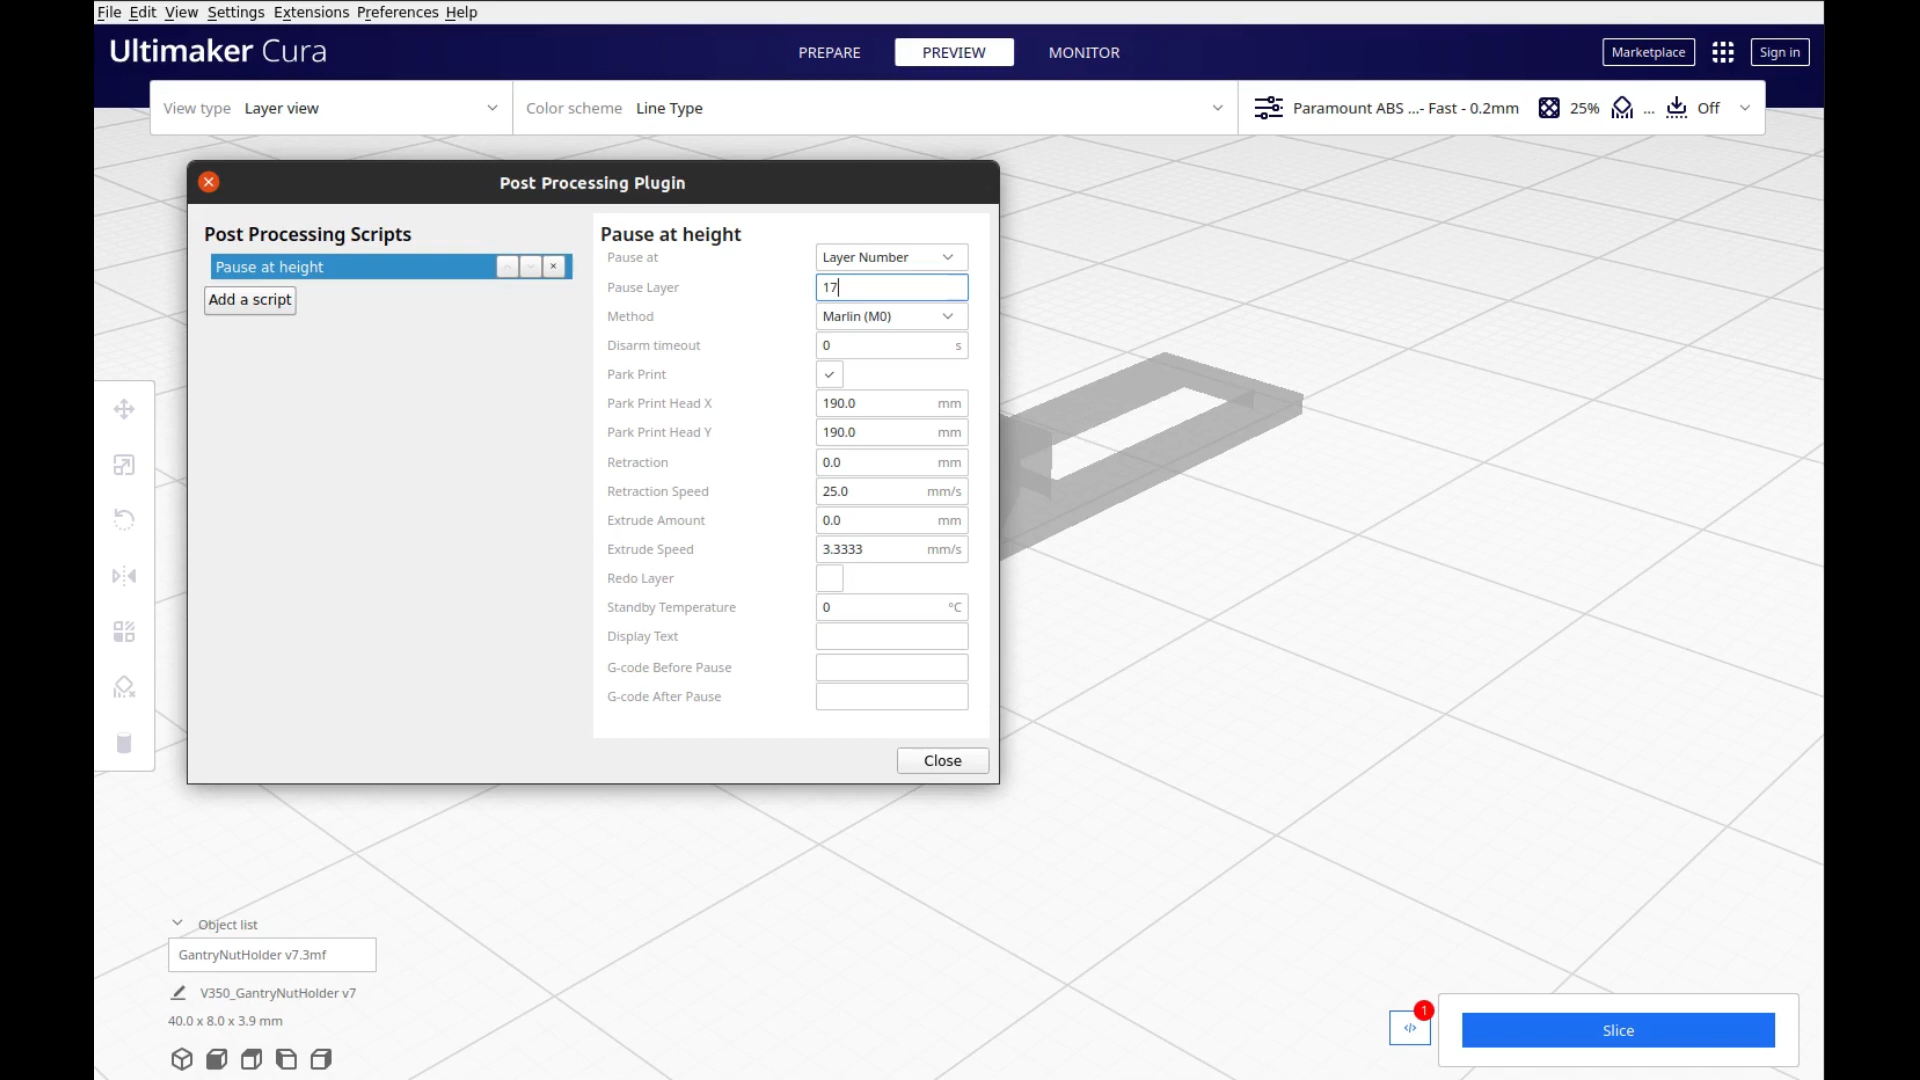 File Edit View Settings Extensions Preferences Help
Ultimaker Cura
PREPARE PREVIEW MONITOR
Marketplace Sign in
View type Layer view
Color scheme Line Type
Paramount ABS ...- Fast - 0.2mm 25% ... Off
Post Processing Plugin
Post Processing Scripts
Pause at height
Add a script
Pause at height
Pause at Layer Number
Pause Layer 17
Method Marlin (M0)
Disarm timeout 0 s
Park Print
Park Print Head X 190.0 mm
Park Print Head Y 190.0 mm
Retraction 0.0 mm
Retraction Speed 25.0 mm/s
Extrude Amount 0.0 mm
Extrude Speed 3.3333 mm/s
Redo Layer
Standby Temperature 0 °C
Display Text
G-code Before Pause
G-code After Pause
Close
Object list
GantryNutHolder v7.3mf
V350_GantryNutHolder v7
40.0 x 8.0 x 3.9 mm
1
Slice